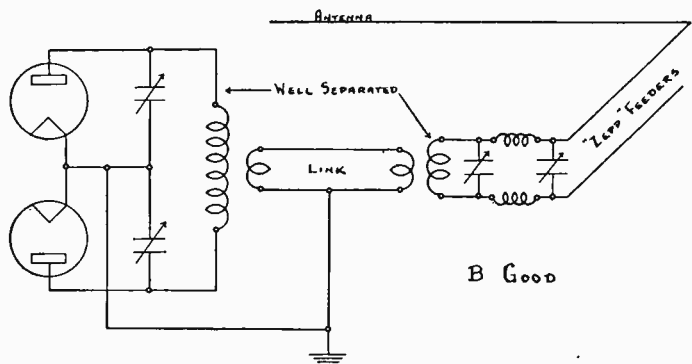 ANTENNA
WELL SEPARATED
"ZEPP" FEEDERS
LINK
B GOOD